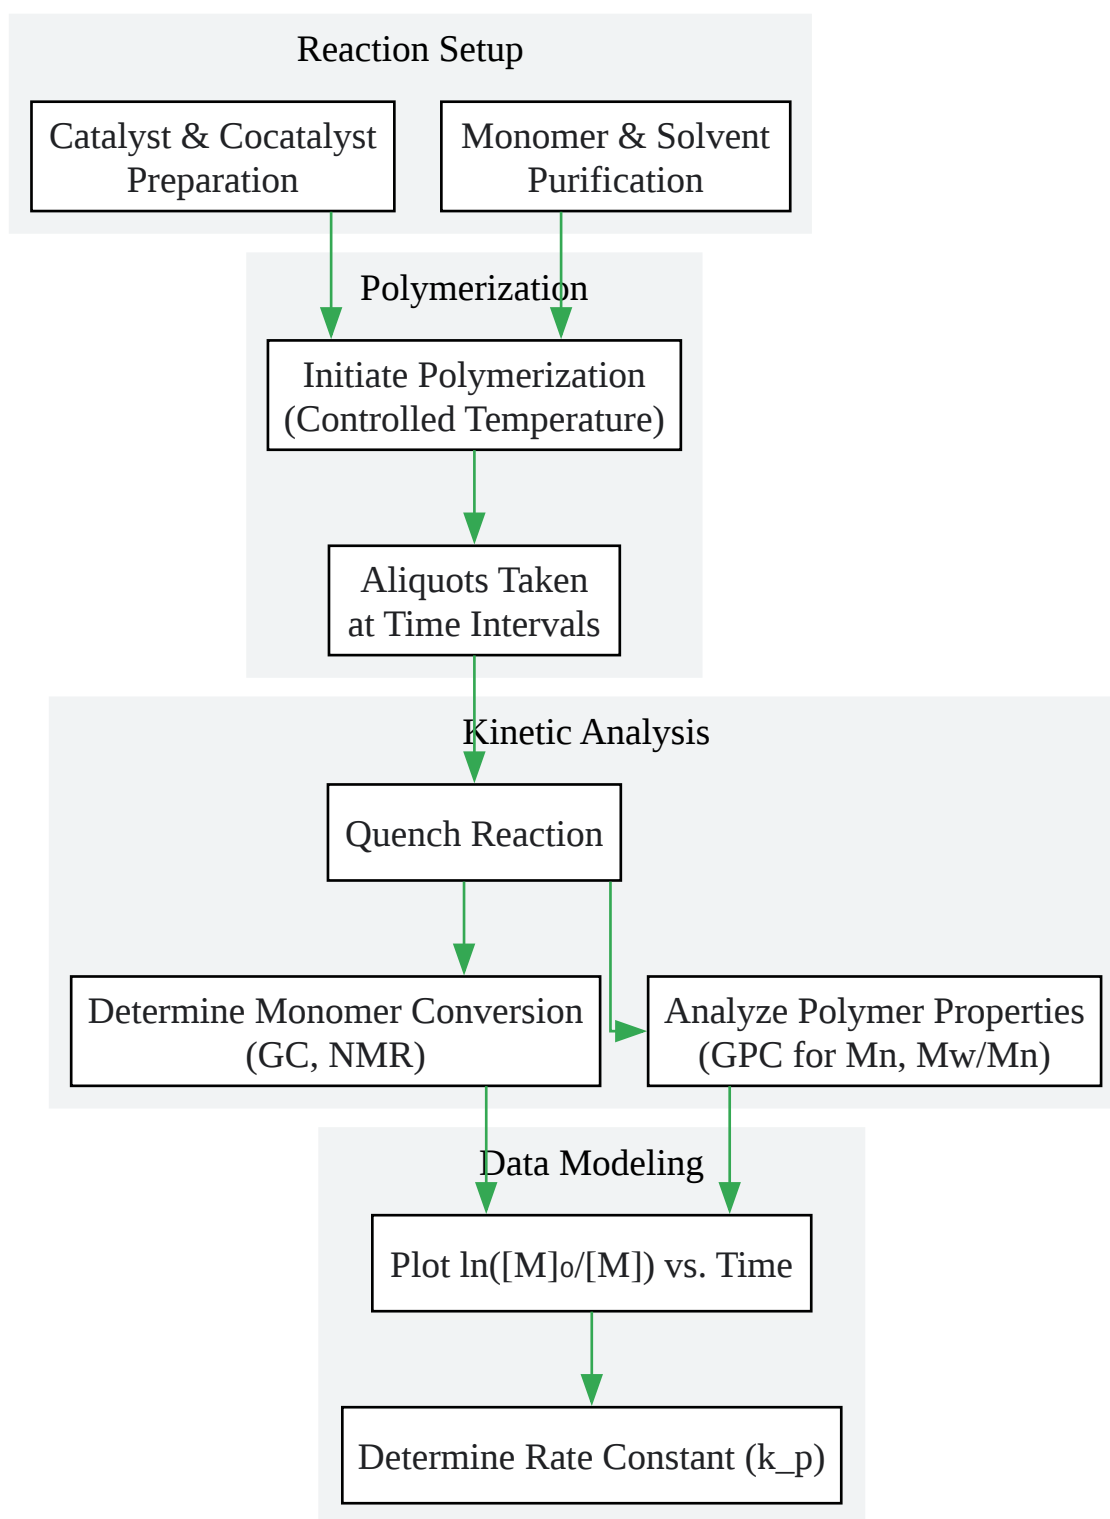 Reaction Setup
Catalyst & Cocatalyst
Preparation
Monomer & Solvent
Purification
Polymerization
Initiate Polymerization
(Controlled Temperature)
Aliquots Taken
at Time Intervals
Kinetic Analysis
Quench Reaction
Determine Monomer Conversion
(GC, NMR)
Analyze Polymer Properties
(GPC for Mn, Mw/Mn)
Data Modeling
Plot ln([M]₀/[M]) vs. Time
Determine Rate Constant (k_p)